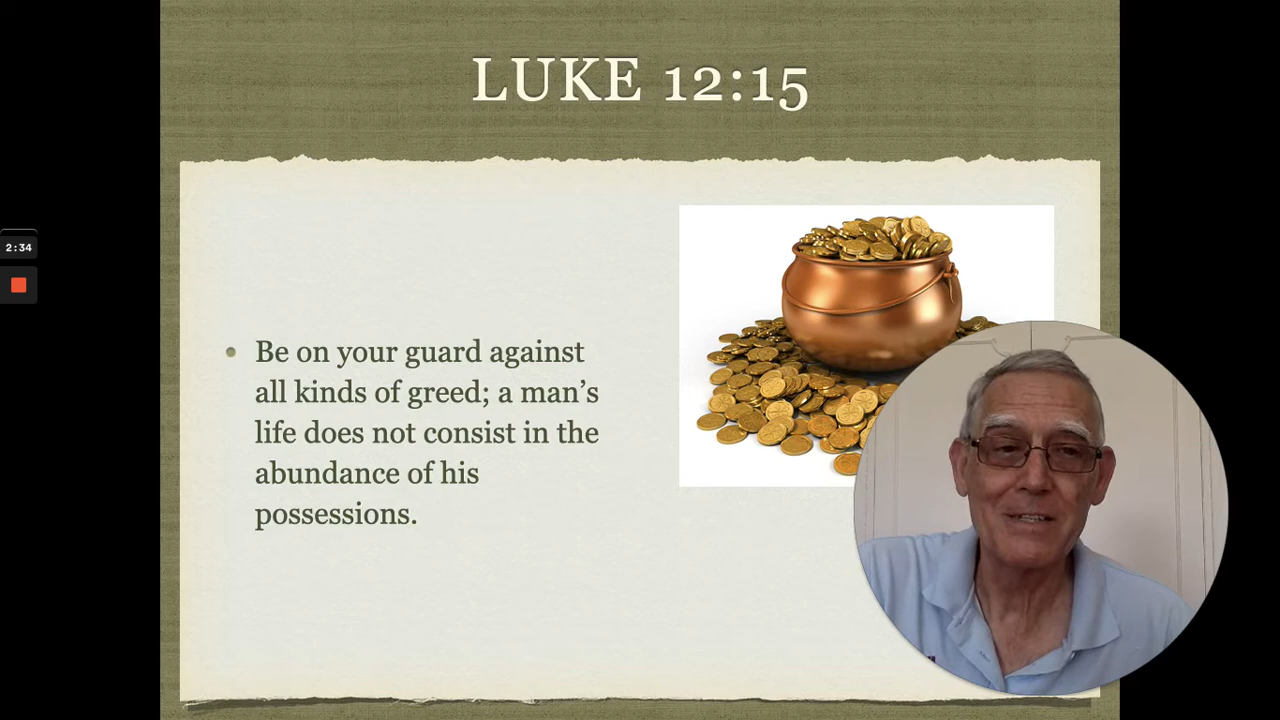 LUKE 12:15
2:34
• Be on your guard against
all kinds of greed; a man’s
life does not consist in the
abundance of his
possessions.